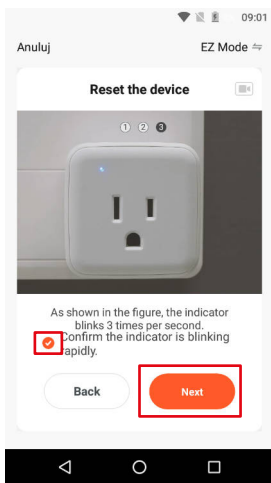 09:01
Anuluj
EZ Mode
Reset the device
1 2 3
As shown in the figure, the indicator
blinks 3 times per second.
Confirm the indicator is blinking
rapidly.
Back
Next